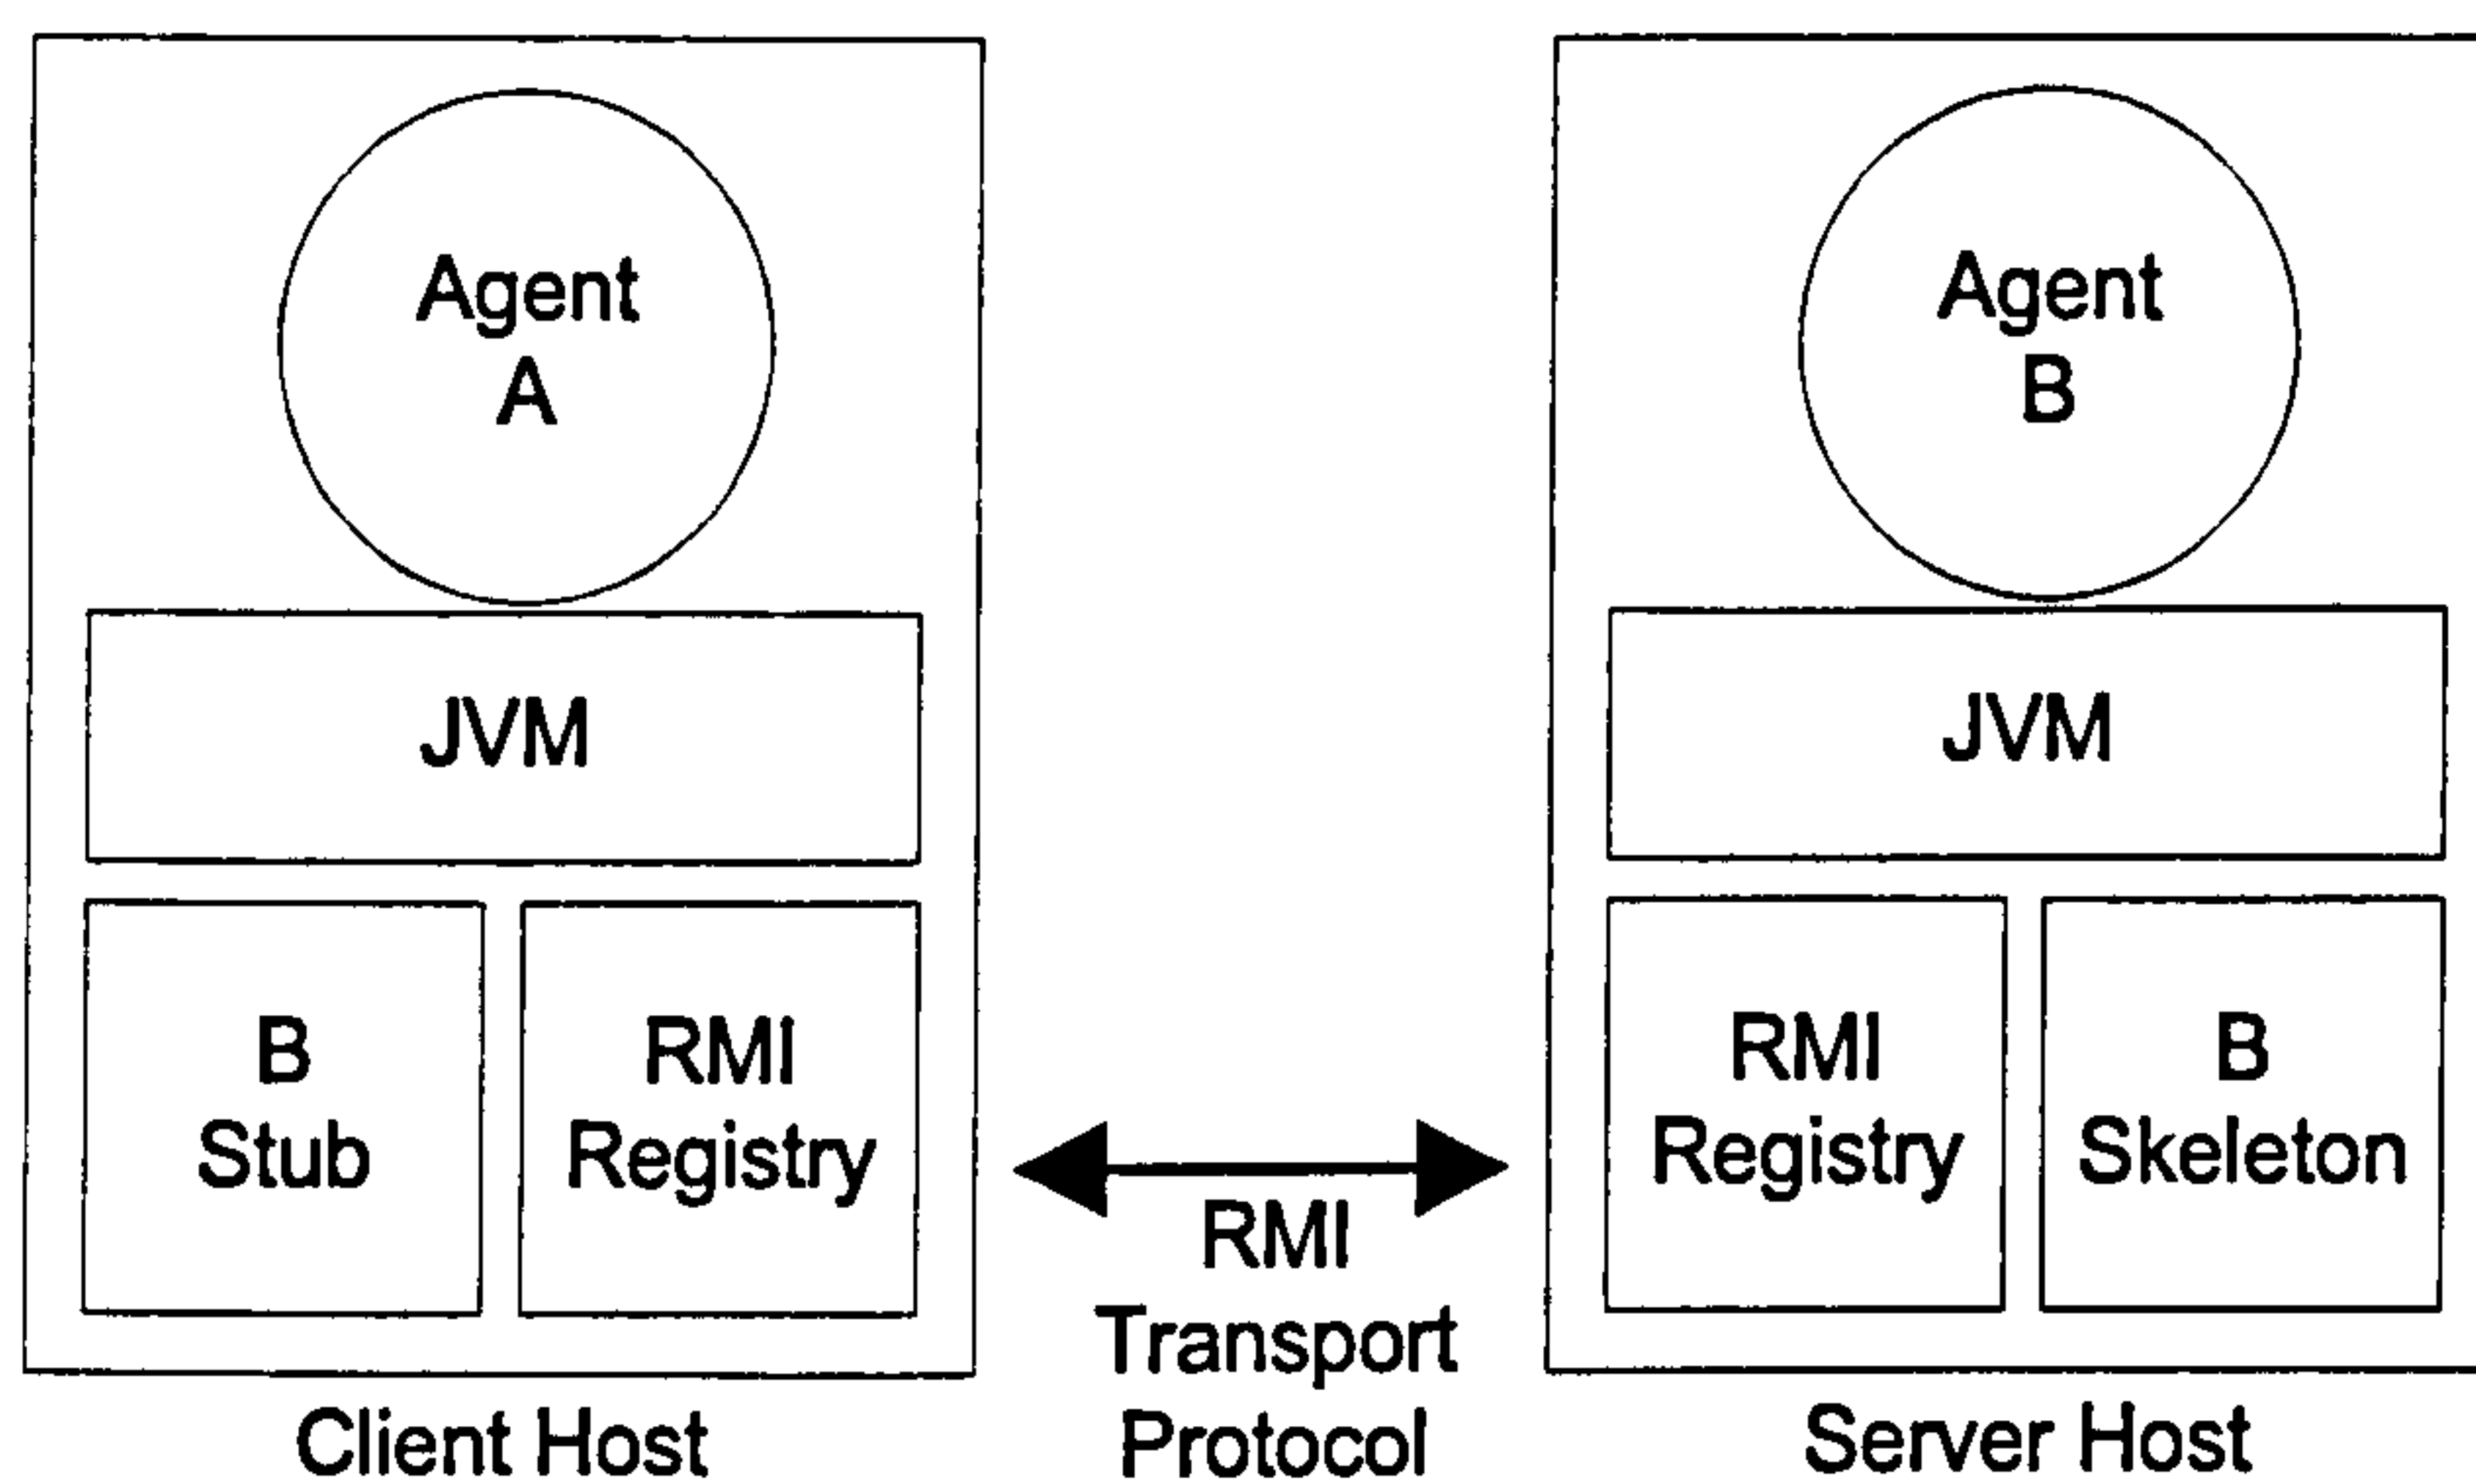 Agent
A
JVM
B
Stub
RMI
Registry
Client Host
RMI
Transport
Protocol
Agent
B
JVM
RMI
Registry
B
Skeleton
Server Host